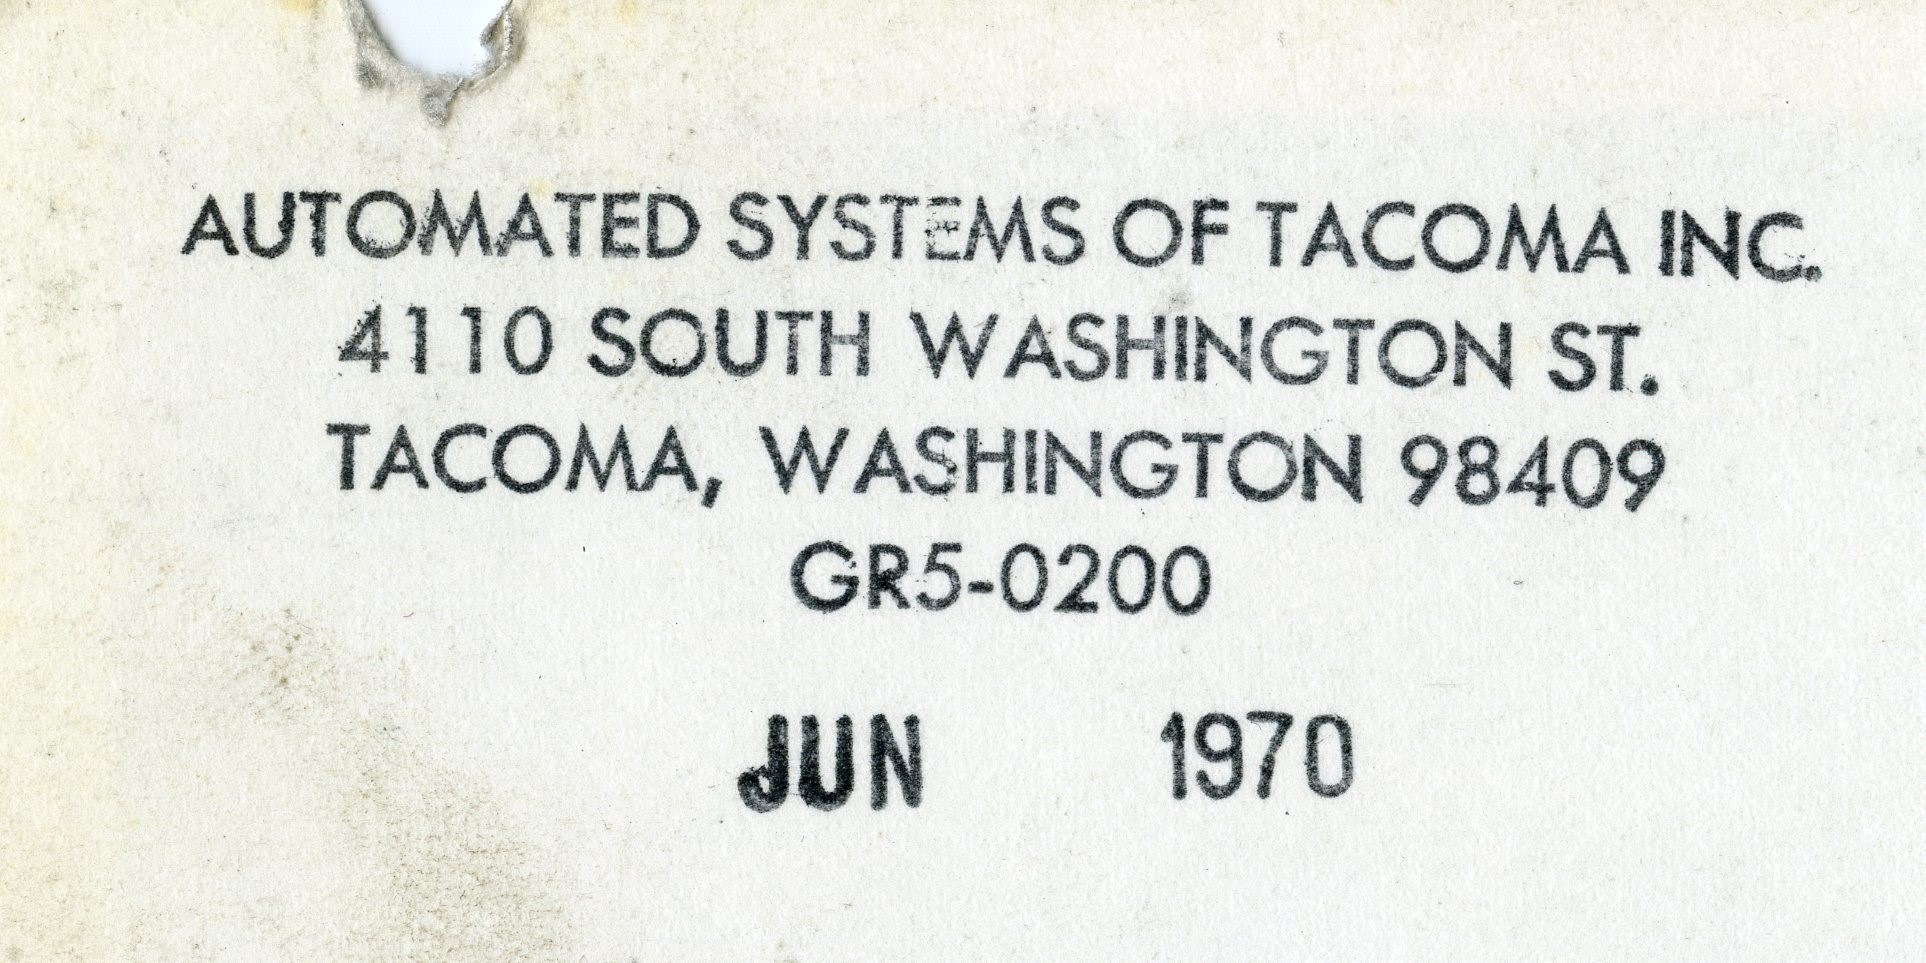 AUTOMATED SYSTEMS OF TACOMA INC.
4110 SOUTH WASHINGTON ST.
TACOMA, WASHINGTON 98409
GR5-0200
JUN 1970